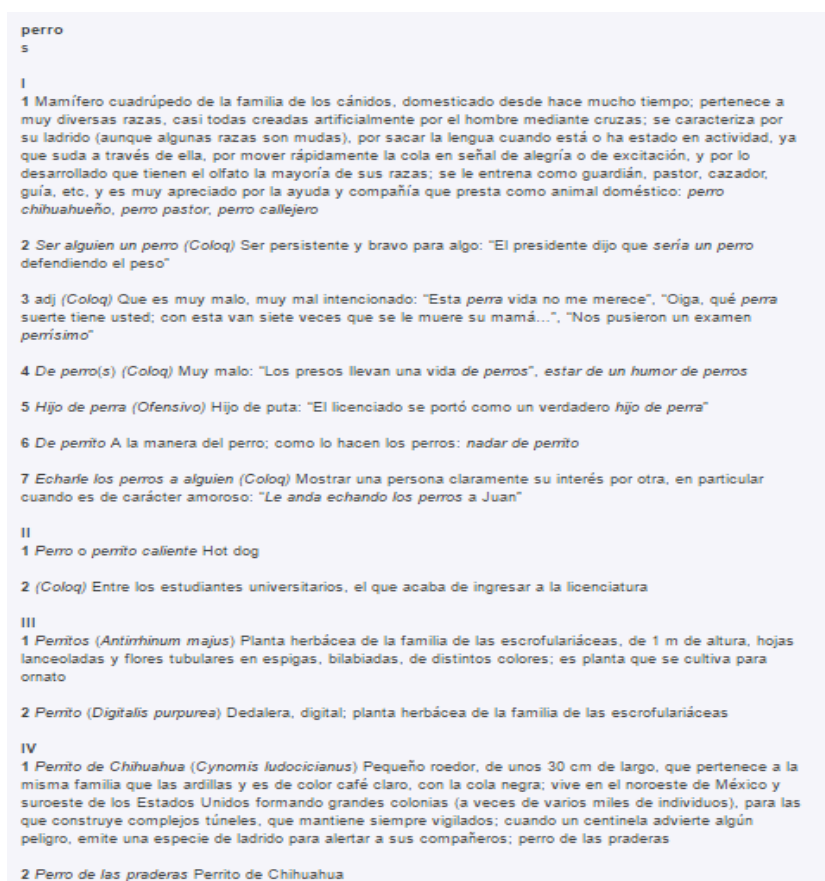 perro
s
I
1 Mamífero cuadrúpedo de la familia de los cánidos, domesticado desde hace mucho tiempo; pertenece a
muy diversas razas, casi todas creadas artificialmente por el hombre mediante cruzas; se caracteriza por
su ladrido (aunque algunas razas son mudas), por sacar la lengua cuando está o ha estado en actividad, ya
que suda a través de ella, por mover rápidamente la cola en señal de alegría o de excitación, y por lo
desarrollado que tienen el olfato la mayoría de sus razas; se le entrena como guardián, pastor, cazador,
guía, etc, y es muy apreciado por la ayuda y compañía que presta como animal doméstico: perro
chihuahueño, perro pastor, perro callejero
2 Ser alguien un perro (Coloq) Ser persistente y bravo para algo: “El presidente dijo que sería un perro
defendiendo el peso”
3 adj (Coloq) Que es muy malo, muy mal intencionado: “Esta perra vida no me merece”, “Oiga, qué perra
suerte tiene usted; con esta van siete veces que se le muere su mamá...”, “Nos pusieron un examen
perrísimo”
4 De perro(s) (Coloq) Muy malo: “Los presos llevan una vida de perros”, estar de un humor de perros
5 Hijo de perra (Ofensivo) Hijo de puta: “El licenciado se portó como un verdadero hijo de perra”
6 De perrito A la manera del perro; como lo hacen los perros: nadar de perrito
7 Echarle los perros a alguien (Coloq) Mostrar una persona claramente su interés por otra, en particular
cuando es de carácter amoroso: “Le anda echando los perros a Juan”
II
1 Perro o perrito caliente Hot dog
2 (Coloq) Entre los estudiantes universitarios, el que acaba de ingresar a la licenciatura
III
1 Perritos (Antirrhinum majus) Planta herbácea de la familia de las escrofulariáceas, de 1 m de altura, hojas
lanceoladas y flores tubulares en espigas, bilabiadas, de distintos colores; es planta que se cultiva para
ornato
2 Perrito (Digitalis purpurea) Dedalera, digital; planta herbácea de la familia de las escrofulariáceas
IV
1 Perrito de Chihuahua (Cynomis ludocicianus) Pequeño roedor, de unos 30 cm de largo, que pertenece a la
misma familia que las ardillas y es de color café claro, con la cola negra; vive en el noroeste de México y
suroeste de los Estados Unidos formando grandes colonias (a veces de varios miles de individuos), para las
que construye complejos túneles, que mantiene siempre vigilados; cuando un centinela advierte algún
peligro, emite una especie de ladrido para alertar a sus compañeros; perro de las praderas
2 Perro de las praderas Perrito de Chihuahua